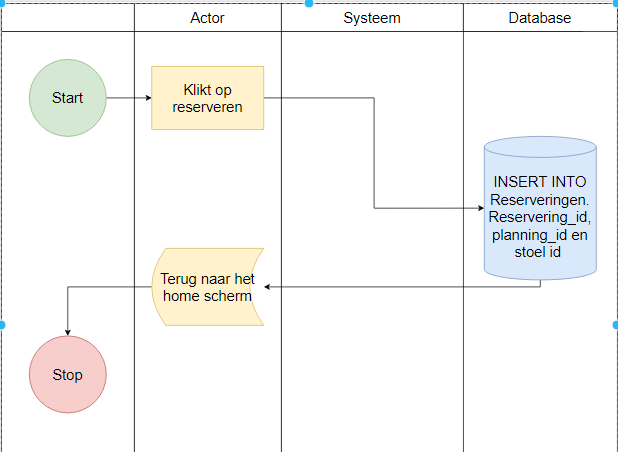 Actor
Systeem
Database
Start
Klikt op
reserveren
INSERT INTO
Reserveringen.
Reservering_id,
planning_id en
stoel id
Terug naar het
home scherm
Stop